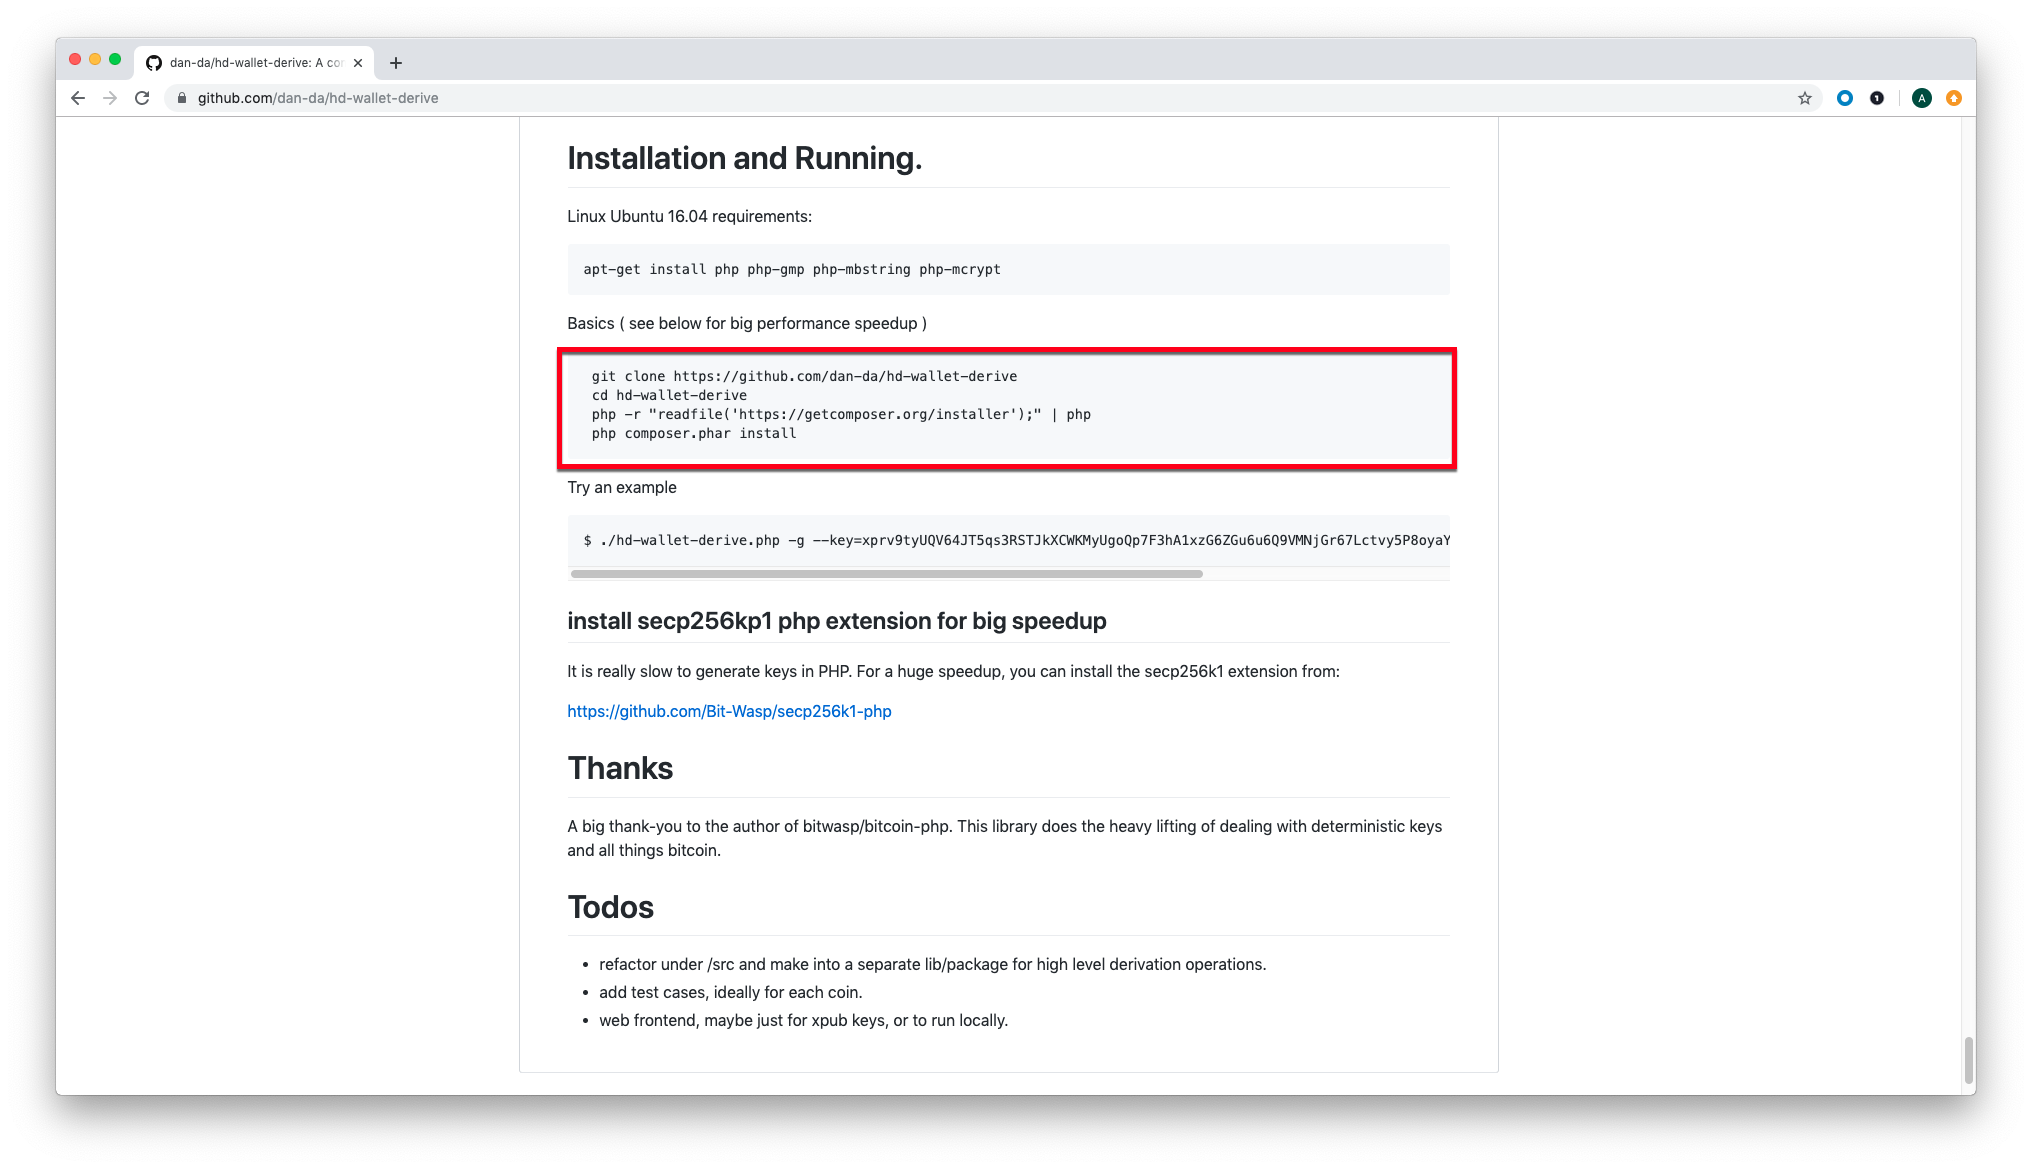 dan-da/hd-wallet-derive: A cor
github.com/dan-da/hd-wallet-derive
A
Installation and Running.
Linux Ubuntu 16.04 requirements:
apt-get install php php-gmp php-mbstring php-mcrypt
Basics ( see below for big performance speedup )
git clone https://github.com/dan-da/hd-wallet-derive
cd hd-wallet-derive
php -r "readfile('https://getcomposer.org/installer');" | php
php composer.phar install
Try an example
$ ./hd-wallet-derive.php -g --key=xprv9tyUQV64JT5qs3RSTJkXCWKMyUgoQp7F3hA1xzG6ZGu6u6Q9VMNjGr67Lctvy5P8oyaY
install secp256kp1 php extension for big speedup
It is really slow to generate keys in PHP. For a huge speedup, you can install the secp256k1 extension from:
https://github.com/Bit-Wasp/secp256k1-php
Thanks
A big thank-you to the author of bitwasp/bitcoin-php. This library does the heavy lifting of dealing with deterministic keys
and all things bitcoin.
Todos
• refactor under /src and make into a separate lib/package for high level derivation operations.
• add test cases, ideally for each coin.
• web frontend, maybe just for xpub keys, or to run locally.